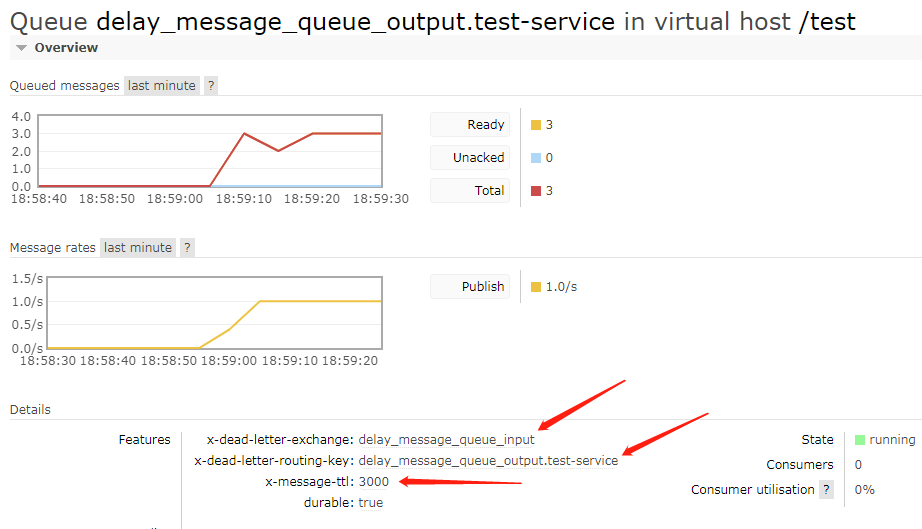 Queue delay_message_queue_output.test-service in virtual host /test
Overview
Queued messages last minute ?
4.0
3.0
2.0
1.0
0.0
18:58:40 18:58:50 18:59:00 18:59:10 18:59:20 18:59:30
Ready 3
Unacked 0
Total 3
Message rates last minute ?
1.5/s
1.0/s
0.5/s
0.0/s
18:58:30 18:58:40 18:58:50 18:59:00 18:59:10 18:59:20
Publish 1.0/s
Details
Features x-dead-letter-exchange: delay_message_queue_input
x-dead-letter-routing-key: delay_message_queue_output.test-service
x-message-ttl: 3000
durable: true
State running
Consumers 0
Consumer utilisation ? 0%